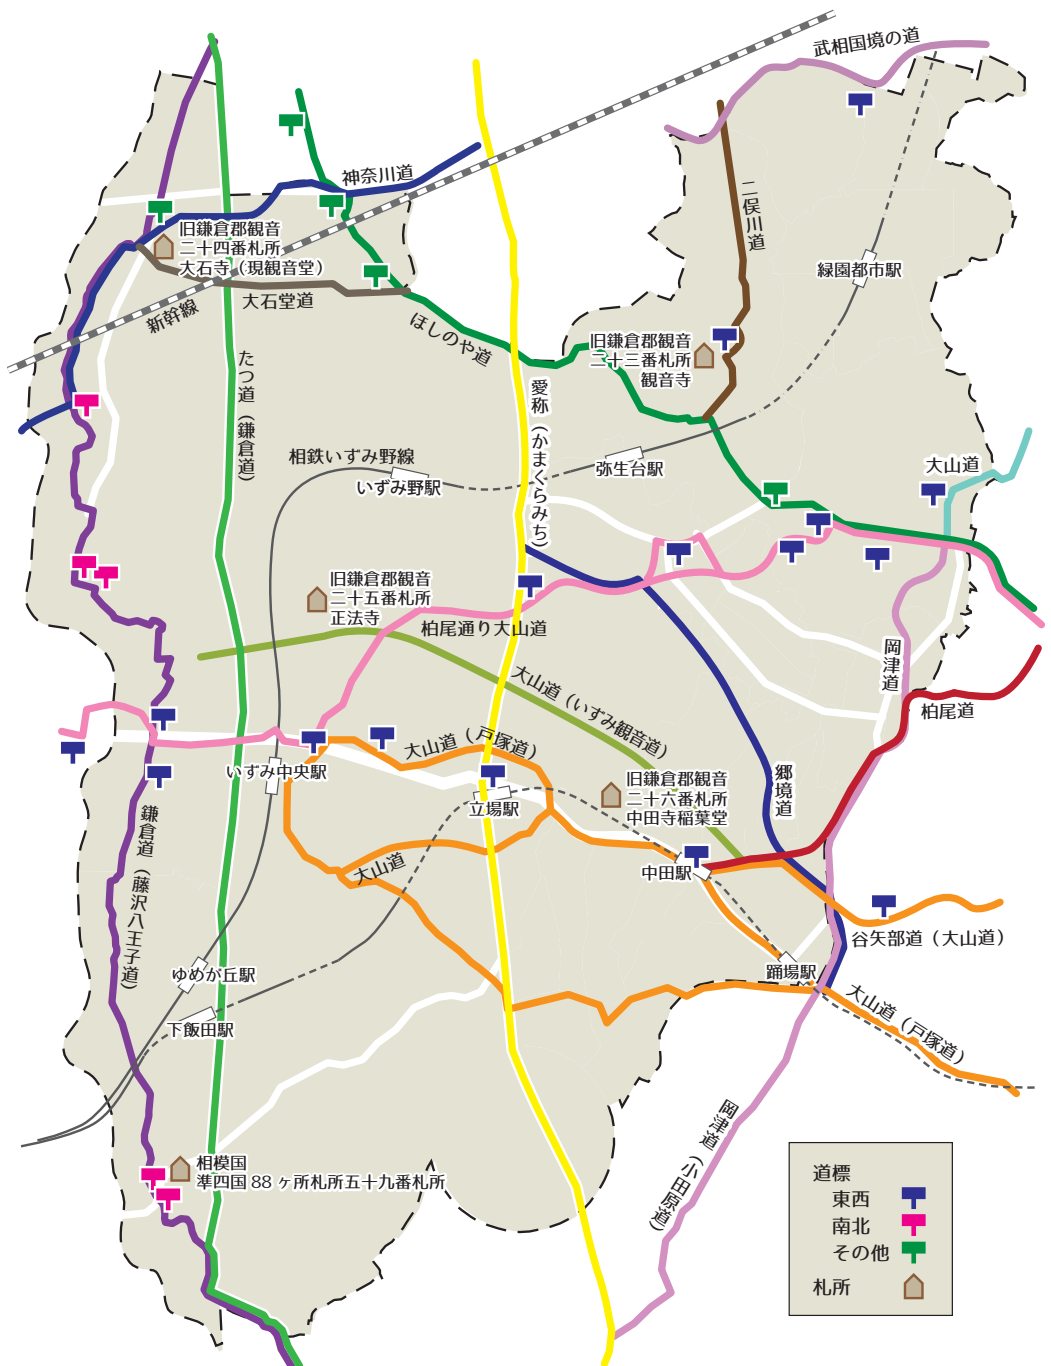 武相国境の道
神奈川道
二俣川道
旧鎌倉郡観音
二十四番札所
大石寺（現観音堂）
緑園都市駅
大石堂道
新幹線
ほしのや道
旧鎌倉郡観音
二十三番札所
観音寺
たつ道（鎌倉道）
愛称（かまくらみち）
相鉄いずみ野線
いずみ野駅
弥生台駅
大山道
旧鎌倉郡観音
二十五番札所
正法寺
柏尾通り大山道
岡津道
大山道（いずみ観音道）
柏尾道
大山道（戸塚道）
いずみ中央駅
立場駅
旧鎌倉郡観音
二十六番札所
中田寺稲葉堂
郷境道
鎌倉道（藤沢八王子道）
大山道
中田駅
谷矢部道（大山道）
踊場駅
ゆめが丘駅
下飯田駅
大山道（戸塚道）
岡津道（小田原道）
相模国
準四国 88 ヶ所札所五十九番札所
道標
東西
南北
その他
札所